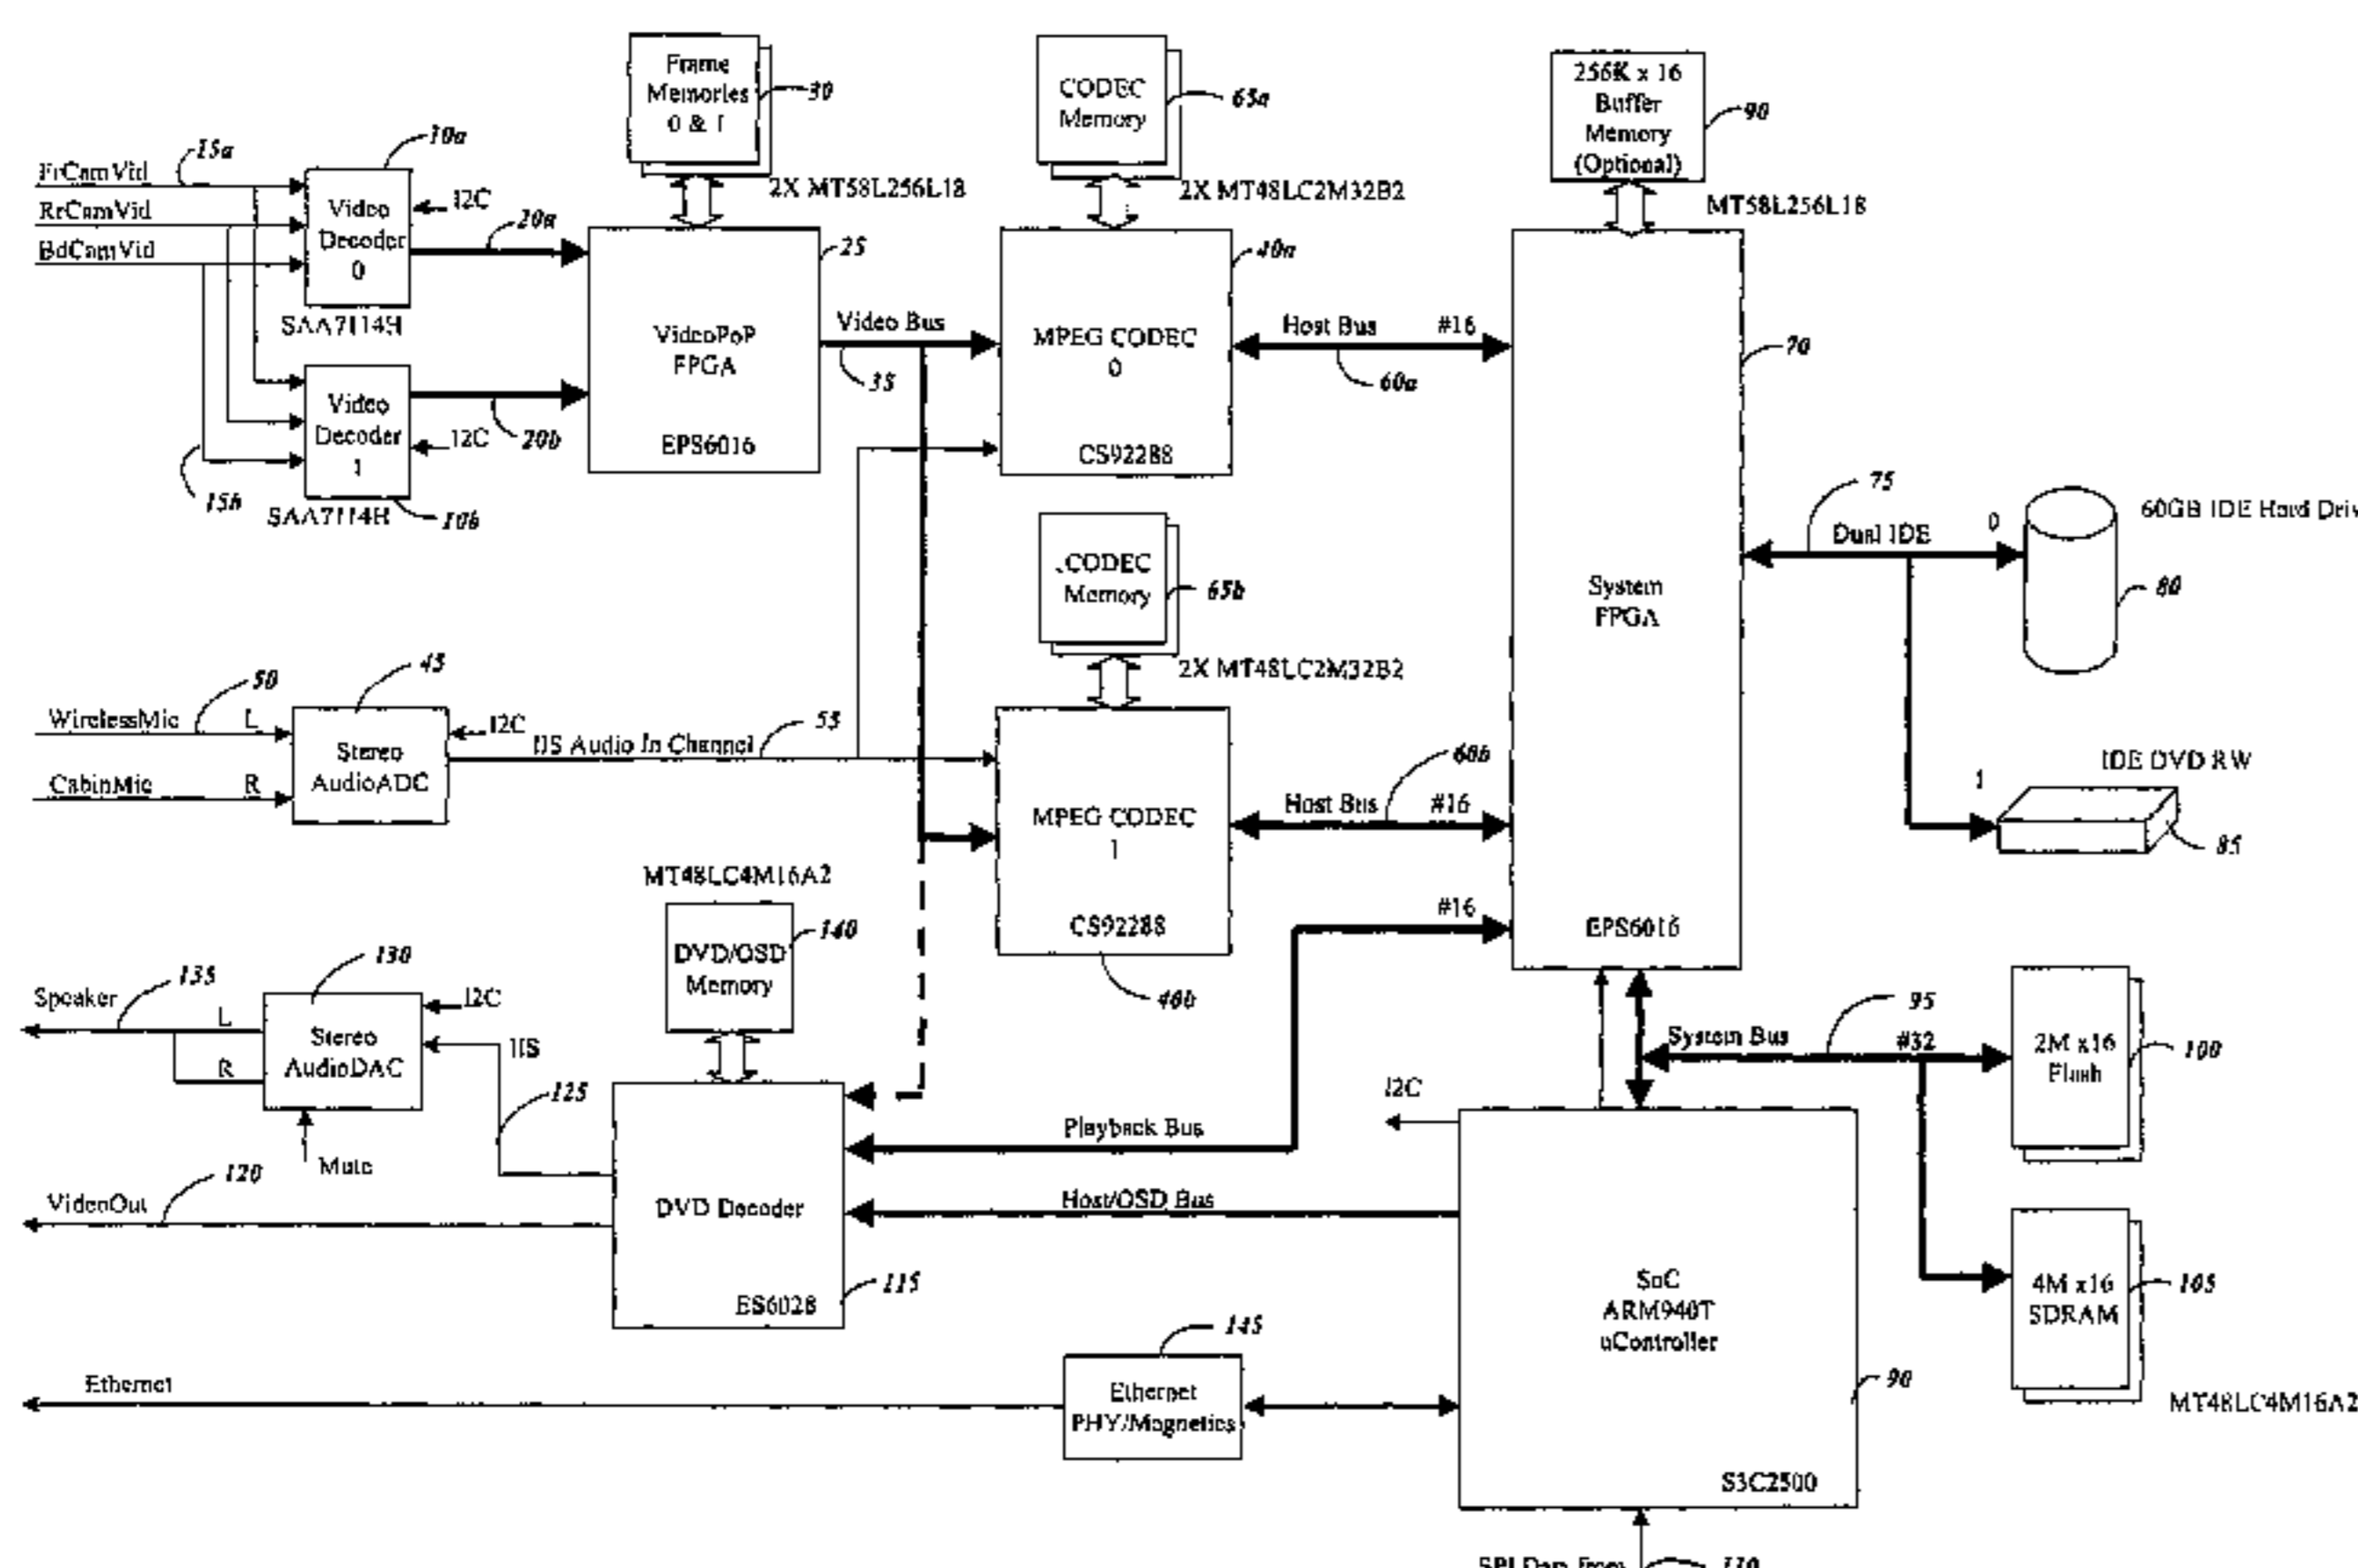 Frame
Memories
0 & 1
30
2X MT58L256L18
CODEC
Memory
65a
2X MT48LC2M32B2
256K x 16
Buffer
Memory
(Optional)
90
MT58L256L18
FrCamVid
RrCamVid
BdCamVid
15a
10a
Video
Decoder
0
I2C
SAA7114H
20a
Video
Decoder
1
I2C
SAA7114H
15b
10b
20b
VideoPoP
FPGA
EPS6016
25
Video Bus
35
MPEG CODEC
0
CS92288
40a
Host Bus #16
60a
System
FPGA
EPS6016
70
75
Dual IDE
0
60GB IDE Hard Driv
80
1
IDE DVD RW
85
CODEC
Memory
65b
2X MT48LC2M32B2
WirelessMic L
50
CabinMic R
45
Stereo
AudioADC
I2C
IIS Audio In Channel
55
MPEG CODEC
1
CS92288
40b
Host Bus #16
60b
#16
MT48LC4M16A2
DVD/OSD
Memory
140
Speaker
135
L
R
130
Stereo
AudioDAC
I2C
IIS
Mute
125
VideoOut
120
DVD Decoder
ES6028
115
Playback Bus
Host/OSD Bus
I2C
System Bus
95
#32
2M x16
Flash
100
4M x16
SDRAM
105
MT48LC4M16A2
SoC
ARM940T
uController
S3C2500
90
Ethernet
145
Ethernet
PHY/Magnetics
SPI Data from
110